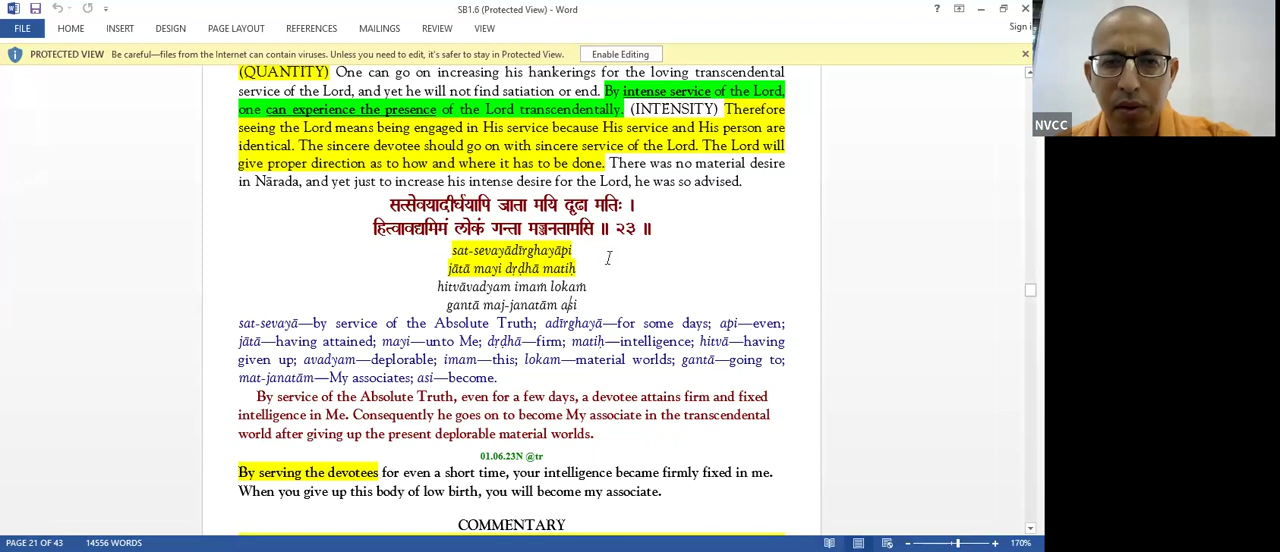 SB1.6 (Protected View) - Word
Sign i
FILE HOME INSERT DESIGN PAGE LAYOUT REFERENCES MAILINGS REVIEW VIEW
PROTECTED VIEW Be careful—files from the Internet can contain viruses. Unless you need to edit, it's safer to stay in Protected View. Enable Editing
(QUANTITY) One can go on increasing his hankerings for the loving transcendental
service of the Lord, and yet he will not find satiation or end. By intense service of the Lord,
one can experience the presence of the Lord transcendentally. (INTENSITY) Therefore
seeing the Lord means being engaged in His service because His service and His person are
identical. The sincere devotee should go on with sincere service of the Lord. The Lord will
give proper direction as to how and where it has to be done. There was no material desire
in Nārada, and yet just to increase his intense desire for the Lord, he was so advised.
सत्सेवयादीर्घयापि जाता मयि दृढा मतिः ।
हित्वावद्यमिमं लोकं गन्ता मज्जनतामसि ॥ २३ ॥
sat-sevayādīrghayāpi
jātā mayi dṛḍhā matiḥ
hitvāvadyam imaṁ lokaṁ
gantā maj-janatām asi
sat-sevayā—by service of the Absolute Truth; adīrghayā—for some days; api—even;
jātā—having attained; mayi—unto Me; dṛḍhā—firm; matiḥ—intelligence; hitvā—having
given up; avadyam—deplorable; imam—this; lokam—material worlds; gantā—going to;
mat-janatām—My associates; asi—become.
By service of the Absolute Truth, even for a few days, a devotee attains firm and fixed
intelligence in Me. Consequently he goes on to become My associate in the transcendental
world after giving up the present deplorable material worlds.
01.06.23N @tr
By serving the devotees for even a short time, your intelligence became firmly fixed in me.
When you give up this body of low birth, you will become my associate.
COMMENTARY
PAGE 21 OF 43 14556 WORDS
170%
NVCC